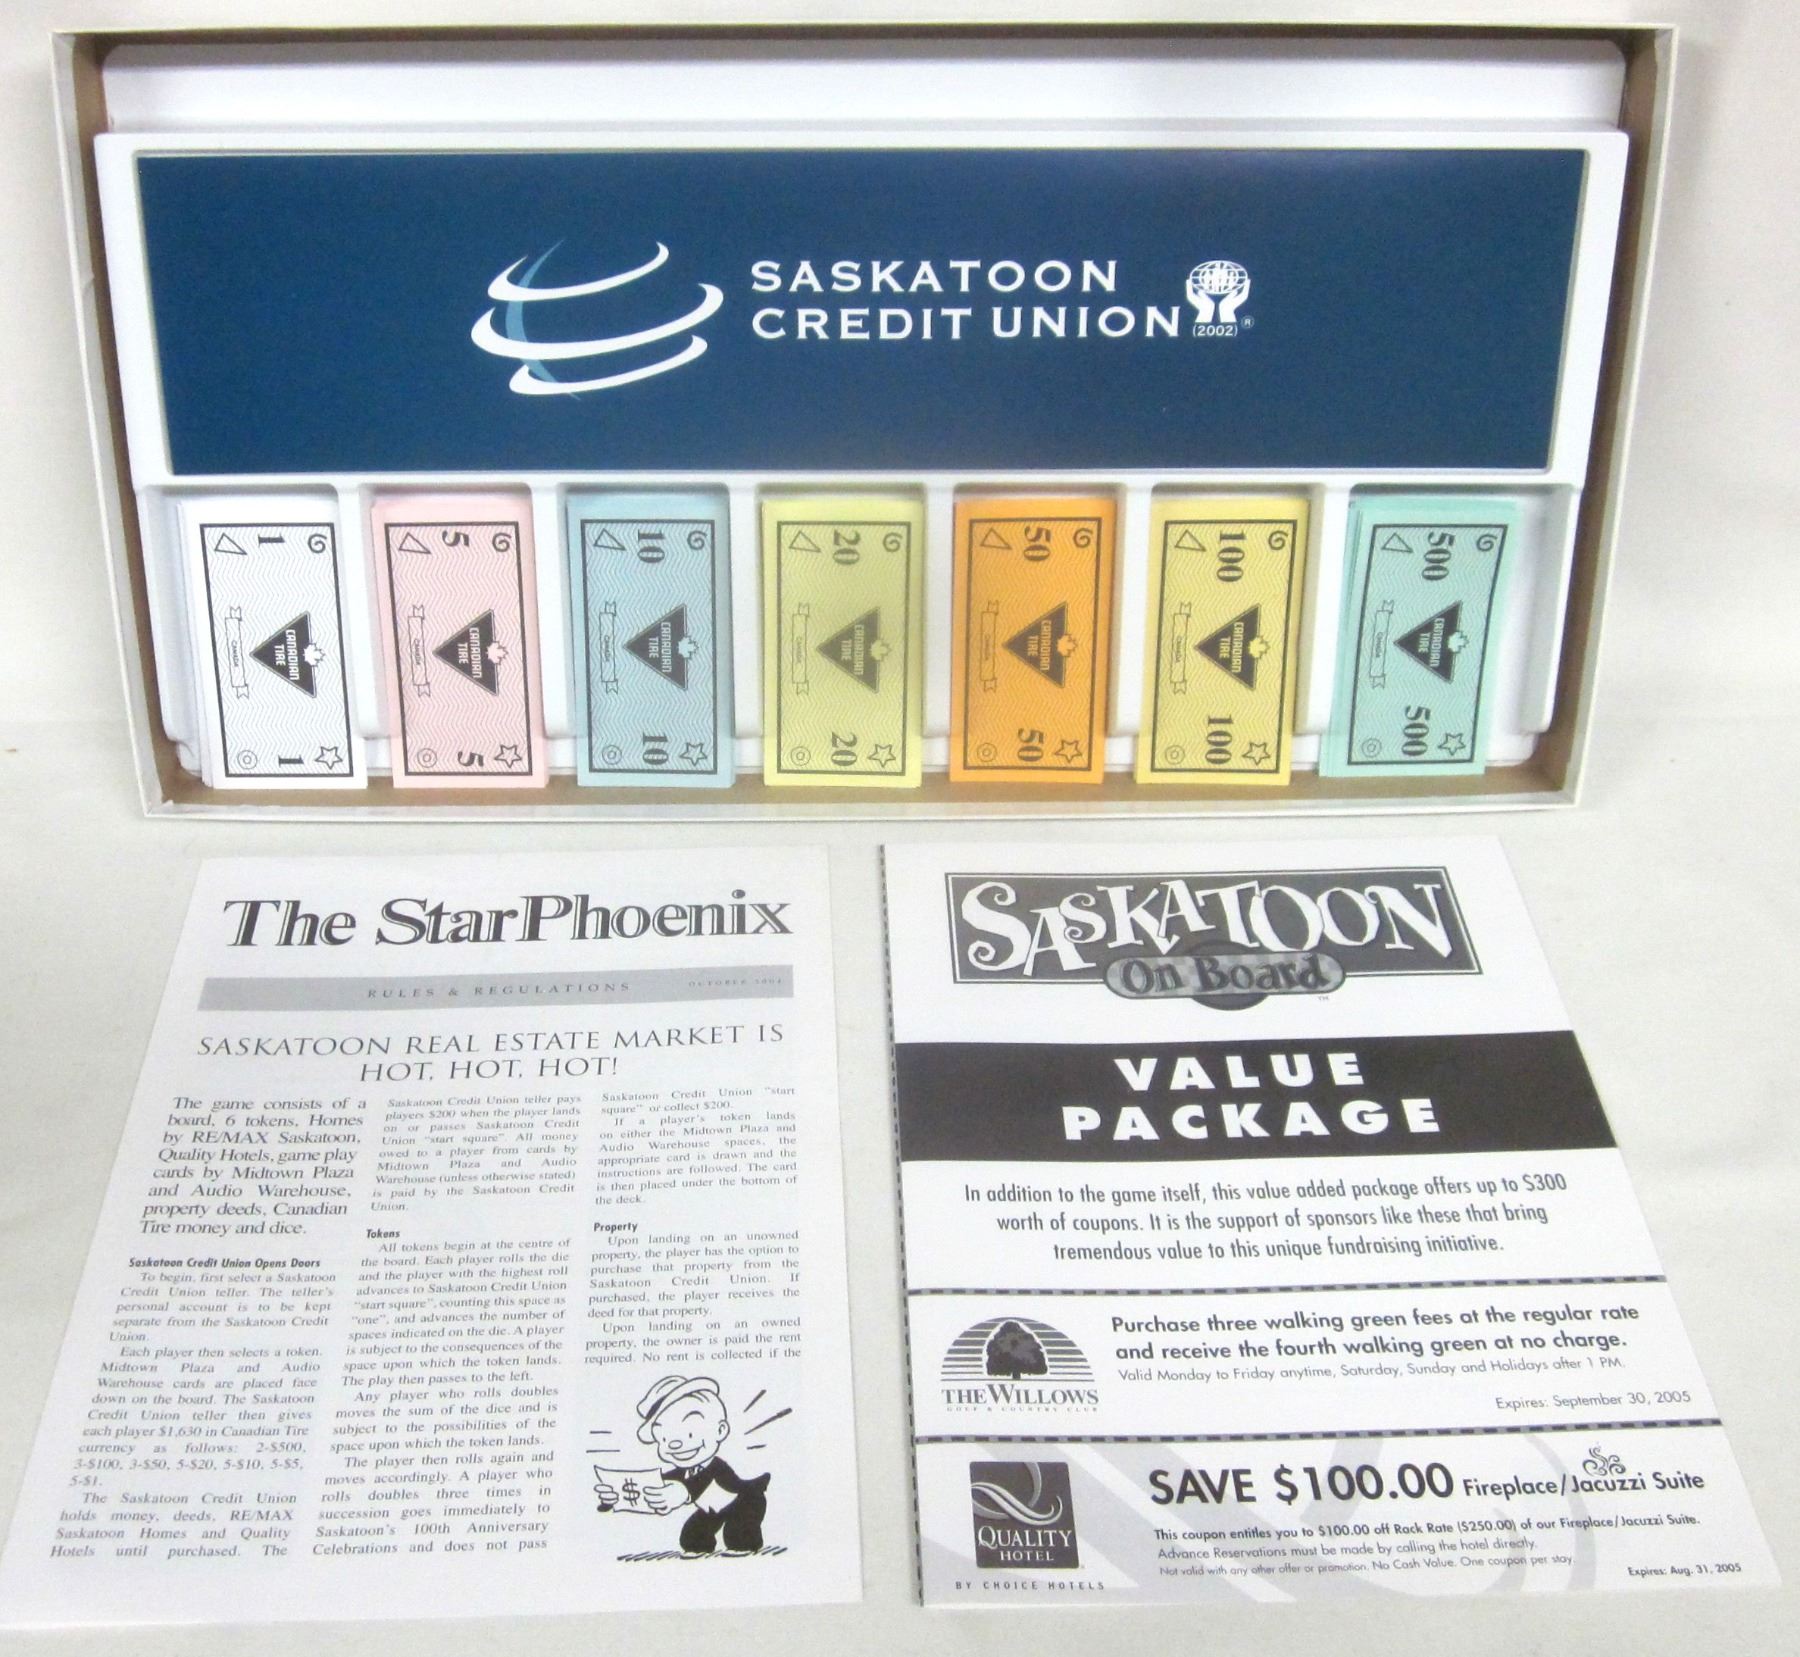 SASKATOON
CREDIT UNION
(2002) ®
1
5
10
20
50
100
500
CANADIAN
TIRE
CANADA
CANADIAN
TIRE
CANADA
CANADIAN
TIRE
CANADA
CANADIAN
TIRE
CANADA
CANADIAN
TIRE
CANADA
CANADIAN
TIRE
CANADA
CANADIAN
TIRE
CANADA
1
5
10
20
50
100
500
The StarPhoenix
RULES & REGULATIONS OCTOBER 2004
SASKATOON REAL ESTATE MARKET IS
HOT, HOT, HOT!
The game consists of a
board, 6 tokens, Homes
by RE/MAX Saskatoon,
Quality Hotels, game play
cards by Midtown Plaza
and Audio Warehouse,
property deeds, Canadian
Tire money and dice.
Saskatoon Credit Union Opens Doors
To begin, first select a Saskatoon
Credit Union teller. The teller's
personal account is to be kept
separate from the Saskatoon Credit
Union.
Each player then selects a token.
Midtown Plaza and Audio
Warehouse cards are placed face
down on the board. The Saskatoon
Credit Union teller then gives
each player $1,630 in Canadian Tire
currency as follows: 2-$500,
3-$100, 3-$50, 5-$20, 5-$10, 5-$5,
5-$1.
The Saskatoon Credit Union
holds money, deeds, RE/MAX
Saskatoon Homes and Quality
Hotels until purchased. The
Saskatoon Credit Union teller pays
players $200 when the player lands
on or passes Saskatoon Credit
Union "start square". All money
owed to a player from cards by
Midtown Plaza and Audio
Warehouse (unless otherwise stated)
is paid by the Saskatoon Credit
Union.
Tokens
All tokens begin at the centre of
the board. Each player rolls the die
and the player with the highest roll
advances to Saskatoon Credit Union
"start square", counting this space as
"one", and advances the number of
spaces indicated on the die. A player
is subject to the consequences of the
space upon which the token lands.
The play then passes to the left.
Any player who rolls doubles
moves the sum of the dice and is
subject to the possibilities of the
space upon which the token lands.
The player then rolls again and
moves accordingly. A player who
rolls doubles three times in
succession goes immediately to
Saskatoon's 100th Anniversary
Celebrations and does not pass
Saskatoon Credit Union "start
square" or collect $200.
If a player's token lands
on either the Midtown Plaza and
Audio Warehouse spaces, the
appropriate card is drawn and the
instructions are followed. The card
is then placed under the bottom of
the deck.
Property
Upon landing on an unowned
property, the player has the option to
purchase that property from the
Saskatoon Credit Union. If
purchased, the player receives the
deed for that property.
Upon landing on an owned
property, the owner is paid the rent
required. No rent is collected if the
$
SASKATOON
On Board
TM
VALUE
PACKAGE
In addition to the game itself, this value added package offers up to $300
worth of coupons. It is the support of sponsors like these that bring
tremendous value to this unique fundraising initiative.
THE WILLOWS
GOLF & COUNTRY CLUB
Purchase three walking green fees at the regular rate
and receive the fourth walking green at no charge.
Valid Monday to Friday anytime, Saturday, Sunday and Holidays after 1 PM.
Expires: September 30, 2005
QUALITY
HOTEL
BY CHOICE HOTELS
SAVE $100.00 Fireplace/Jacuzzi Suite
This coupon entitles you to $100.00 off Rack Rate ($250.00) of our Fireplace/Jacuzzi Suite.
Advance Reservations must be made by calling the hotel directly.
Not valid with any other offer or promotion. No Cash Value. One coupon per stay.
Expires: Aug. 31, 2005